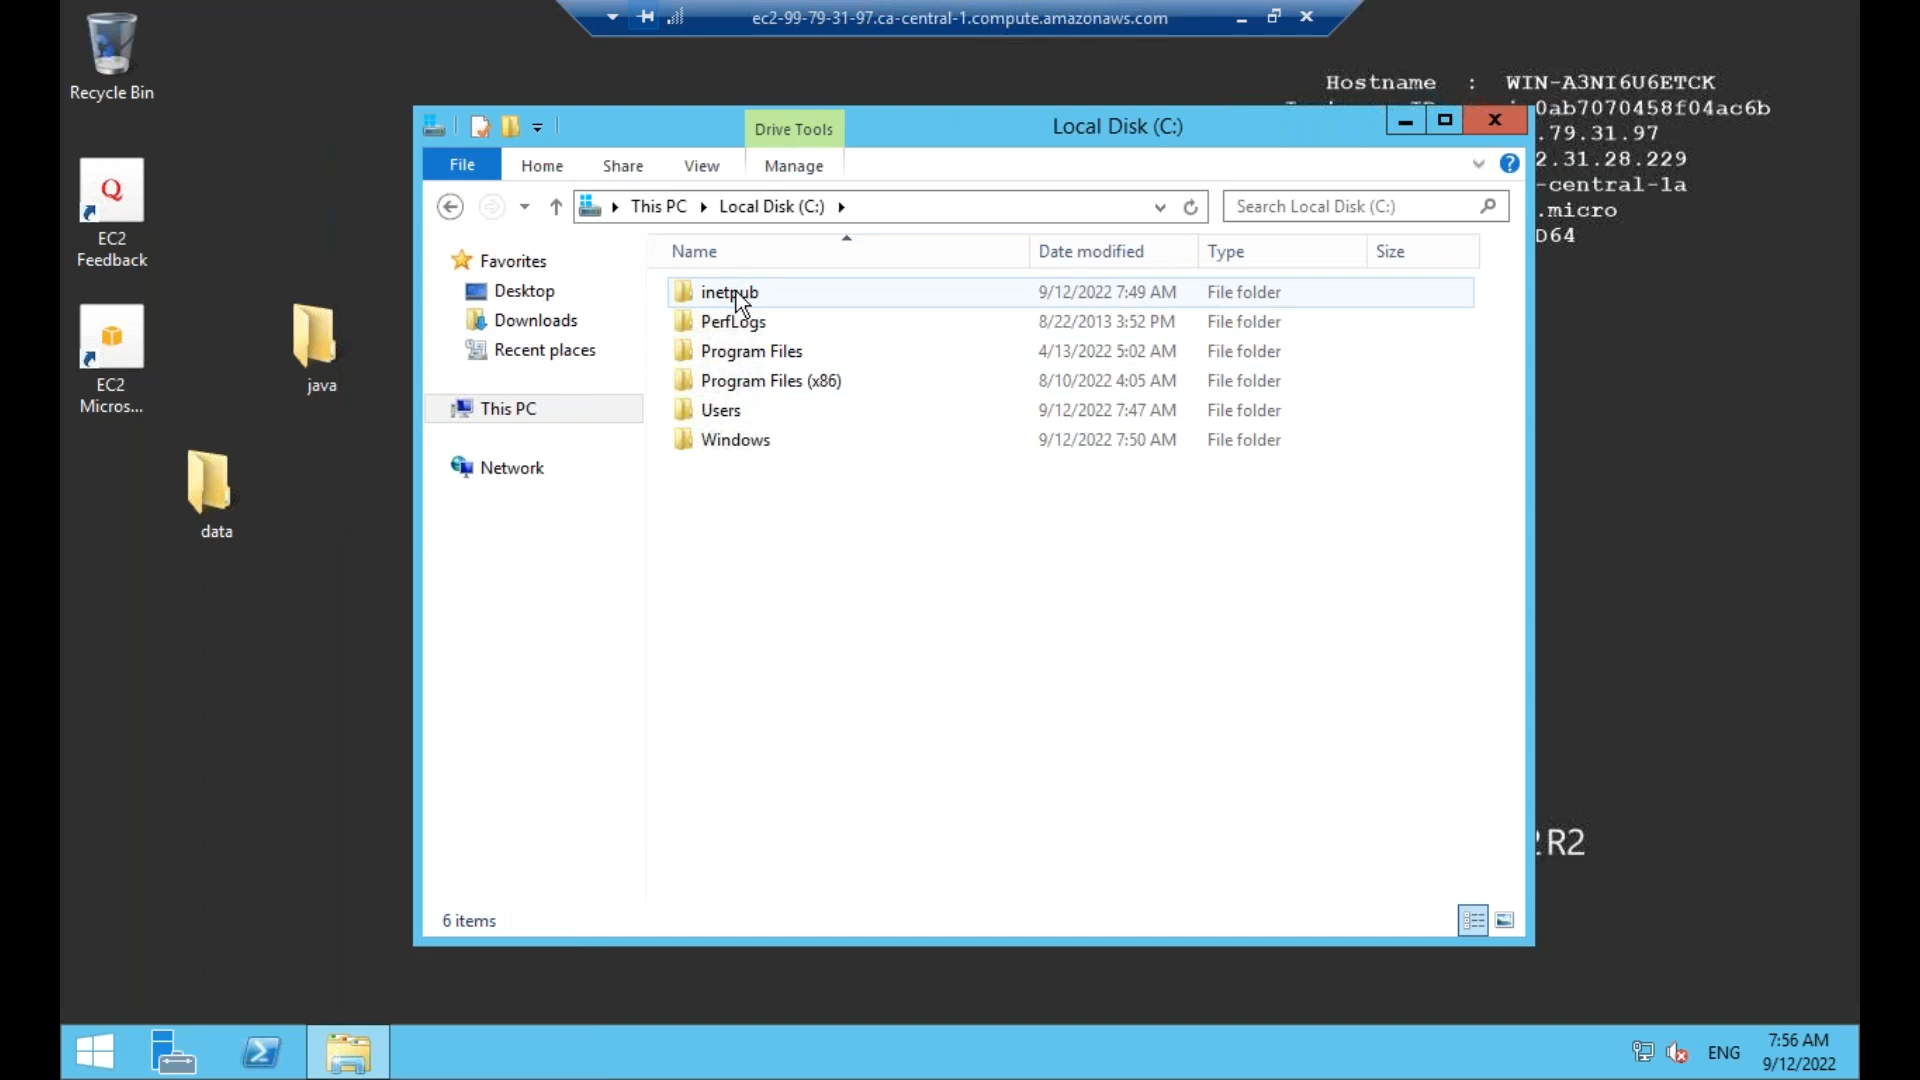 ec2-99-79-31-97.ca-central-1.compute.amazonaws.com
Recycle Bin
EC2
Feedback
EC2
Micros...
java
data
Hostname : WIN-A3NI6U6ETCK
0ab7070458f04ac6b
.79.31.97
2.31.28.229
-central-1a
.micro
D64
R2
Drive Tools
Local Disk (C:)
File Home Share View Manage
This PC Local Disk (C:)
Search Local Disk (C:)
Favorites
Desktop
Downloads
Recent places
This PC
Network
Name Date modified Type Size
inetpub 9/12/2022 7:49 AM File folder
PerfLogs 8/22/2013 3:52 PM File folder
Program Files 4/13/2022 5:02 AM File folder
Program Files (x86) 8/10/2022 4:05 AM File folder
Users 9/12/2022 7:47 AM File folder
Windows 9/12/2022 7:50 AM File folder
6 items
ENG
7:56 AM
9/12/2022